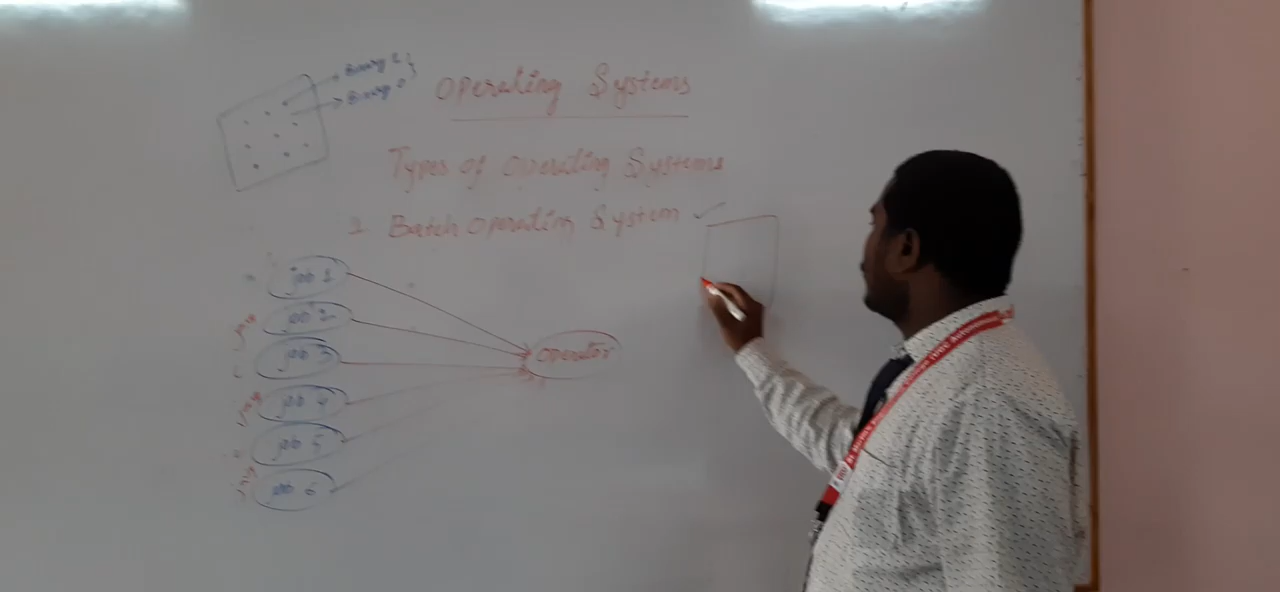 Binary 1
Binary 0
Operating Systems
Types of Operating Systems
1 Batch Operating System ✓
job 1
job 2
job 3
job 4
job 5
job 6
operator